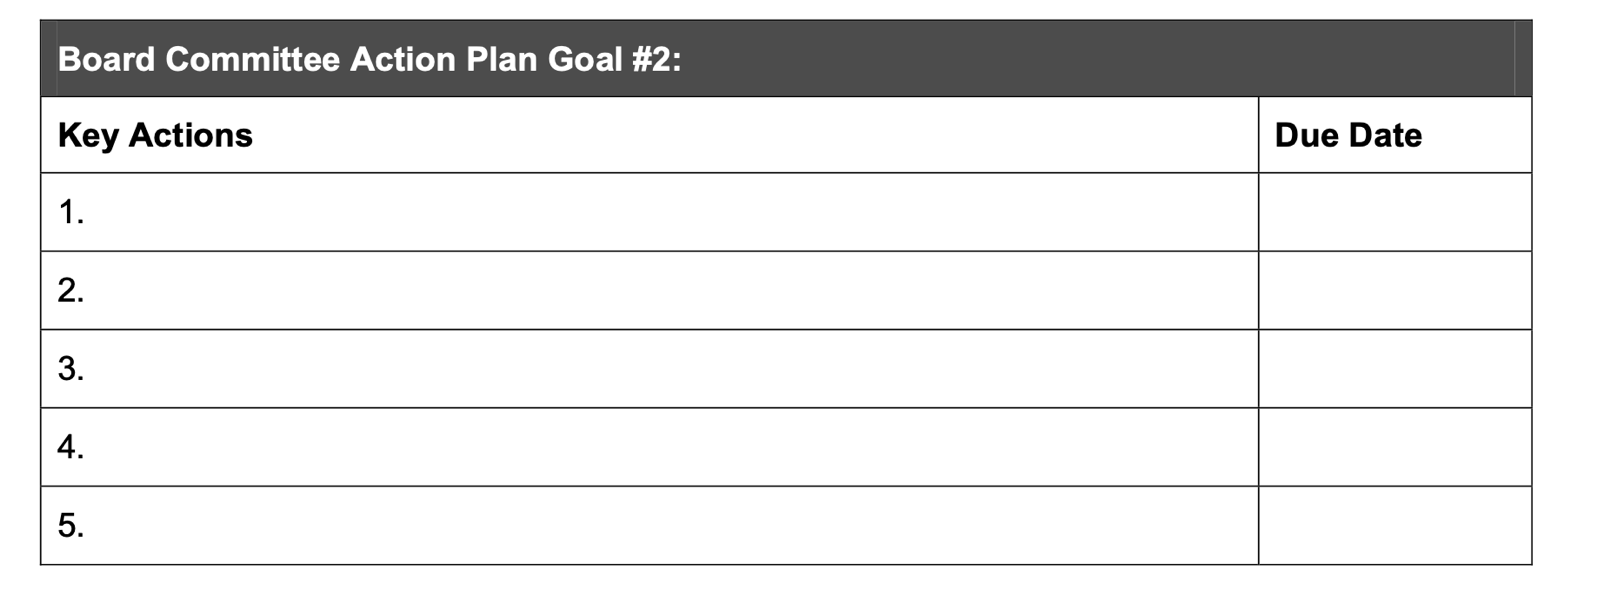 Board Committee Action Plan Goal #2:
Key Actions Due Date
1.
2.
3.
4.
5.